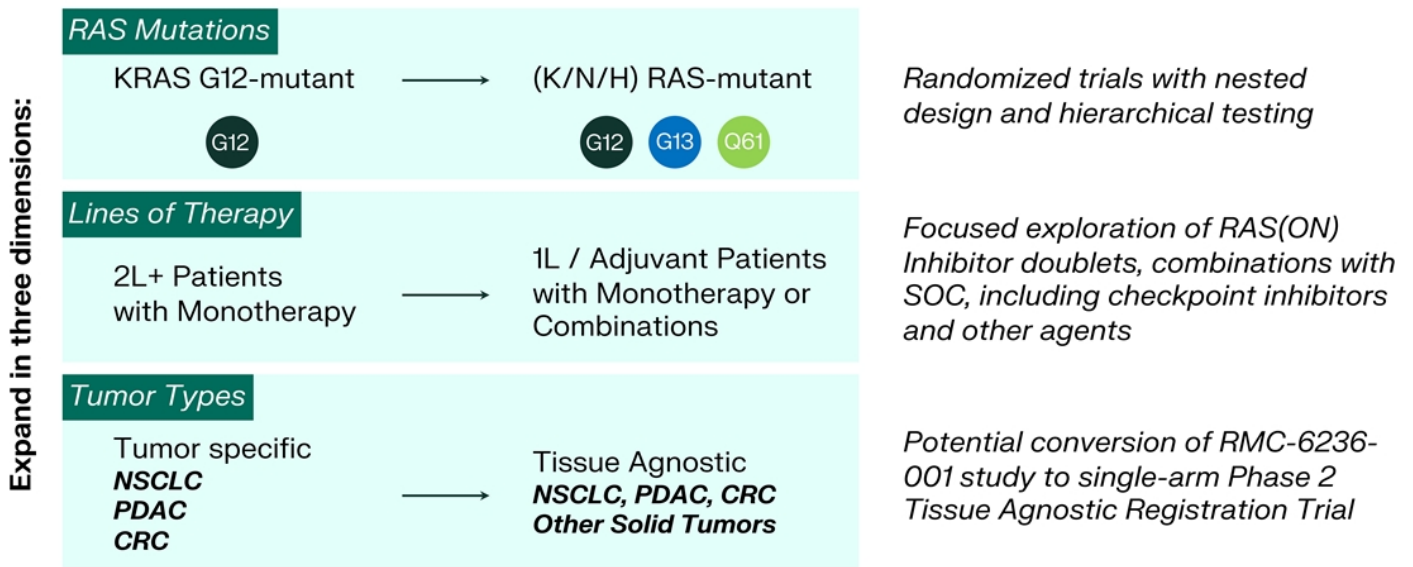 Expand in three dimensions:
RAS Mutations
KRAS G12-mutant
(K/N/H) RAS-mutant
G12
G12
G13
Q61
Randomized trials with nested
design and hierarchical testing
Lines of Therapy
2L+ Patients
with Monotherapy
1L / Adjuvant Patients
with Monotherapy or
Combinations
Focused exploration of RAS(ON)
Inhibitor doublets, combinations with
SOC, including checkpoint inhibitors
and other agents
Tumor Types
Tumor specific
NSCLC
PDAC
CRC
Tissue Agnostic
NSCLC, PDAC, CRC
Other Solid Tumors
Potential conversion of RMC-6236-
001 study to single-arm Phase 2
Tissue Agnostic Registration Trial